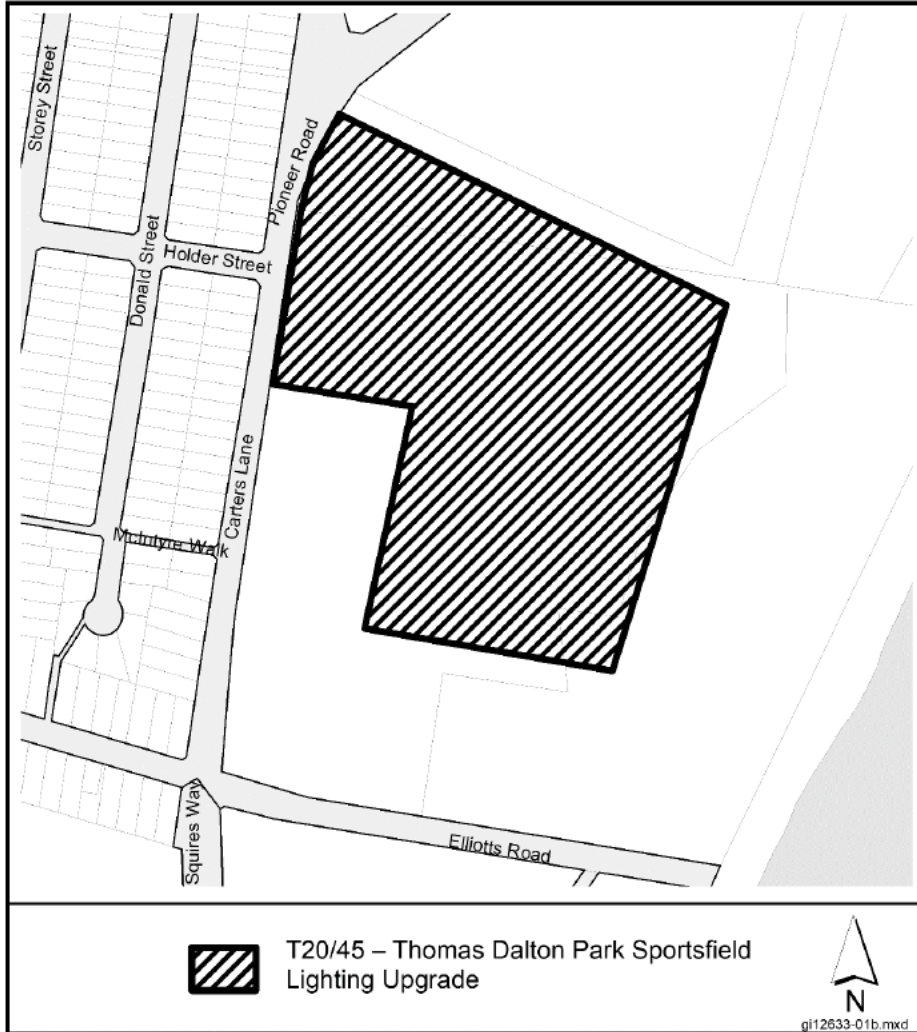 Storey Street
Pioneer Road
Donald Street
Holder Street
Carters Lane
McIntyre Walk
Squires Way
Elliotts Road
T20/45 – Thomas Dalton Park Sportsfield
Lighting Upgrade
N
gi12633-01b.mxd